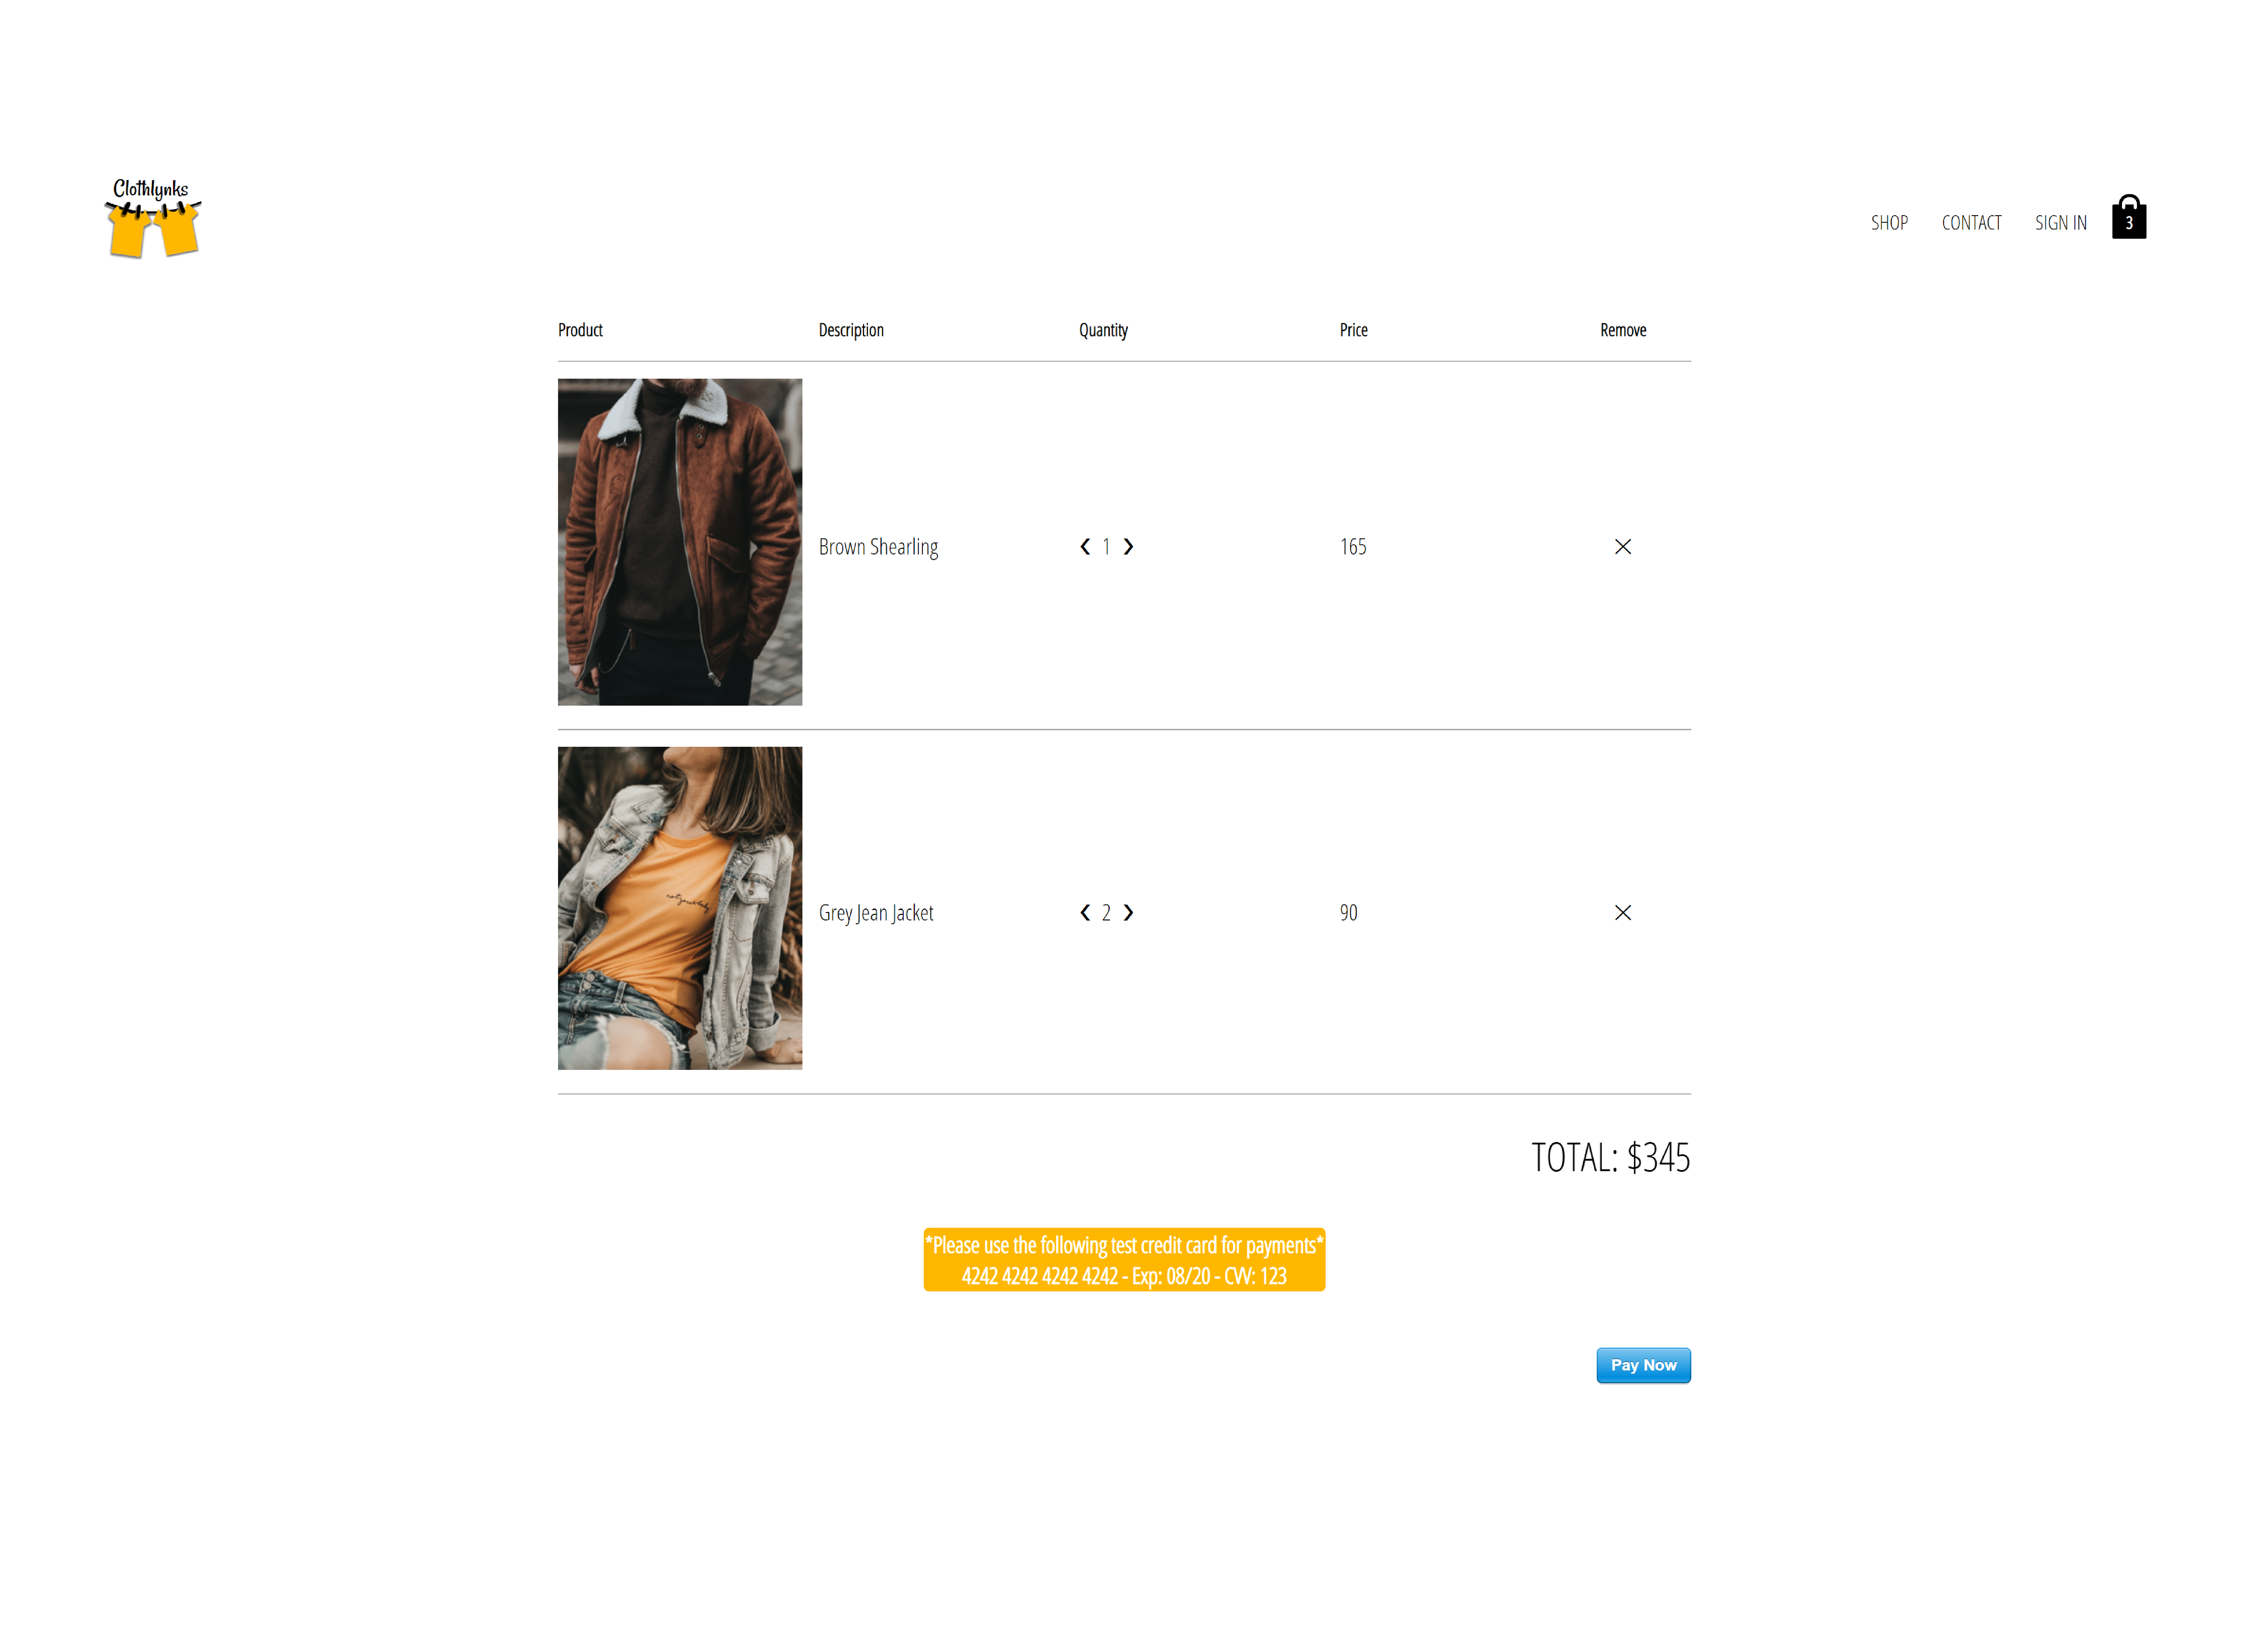 Clothlynks
SHOP CONTACT SIGN IN 3
Product Description Quantity Price Remove
Brown Shearling ❮ 1 ❯ 165 ✕
Grey Jean Jacket ❮ 2 ❯ 90 ✕
TOTAL: $345
*Please use the following test credit card for payments*
4242 4242 4242 4242 - Exp: 08/20 - CVV: 123
Pay Now